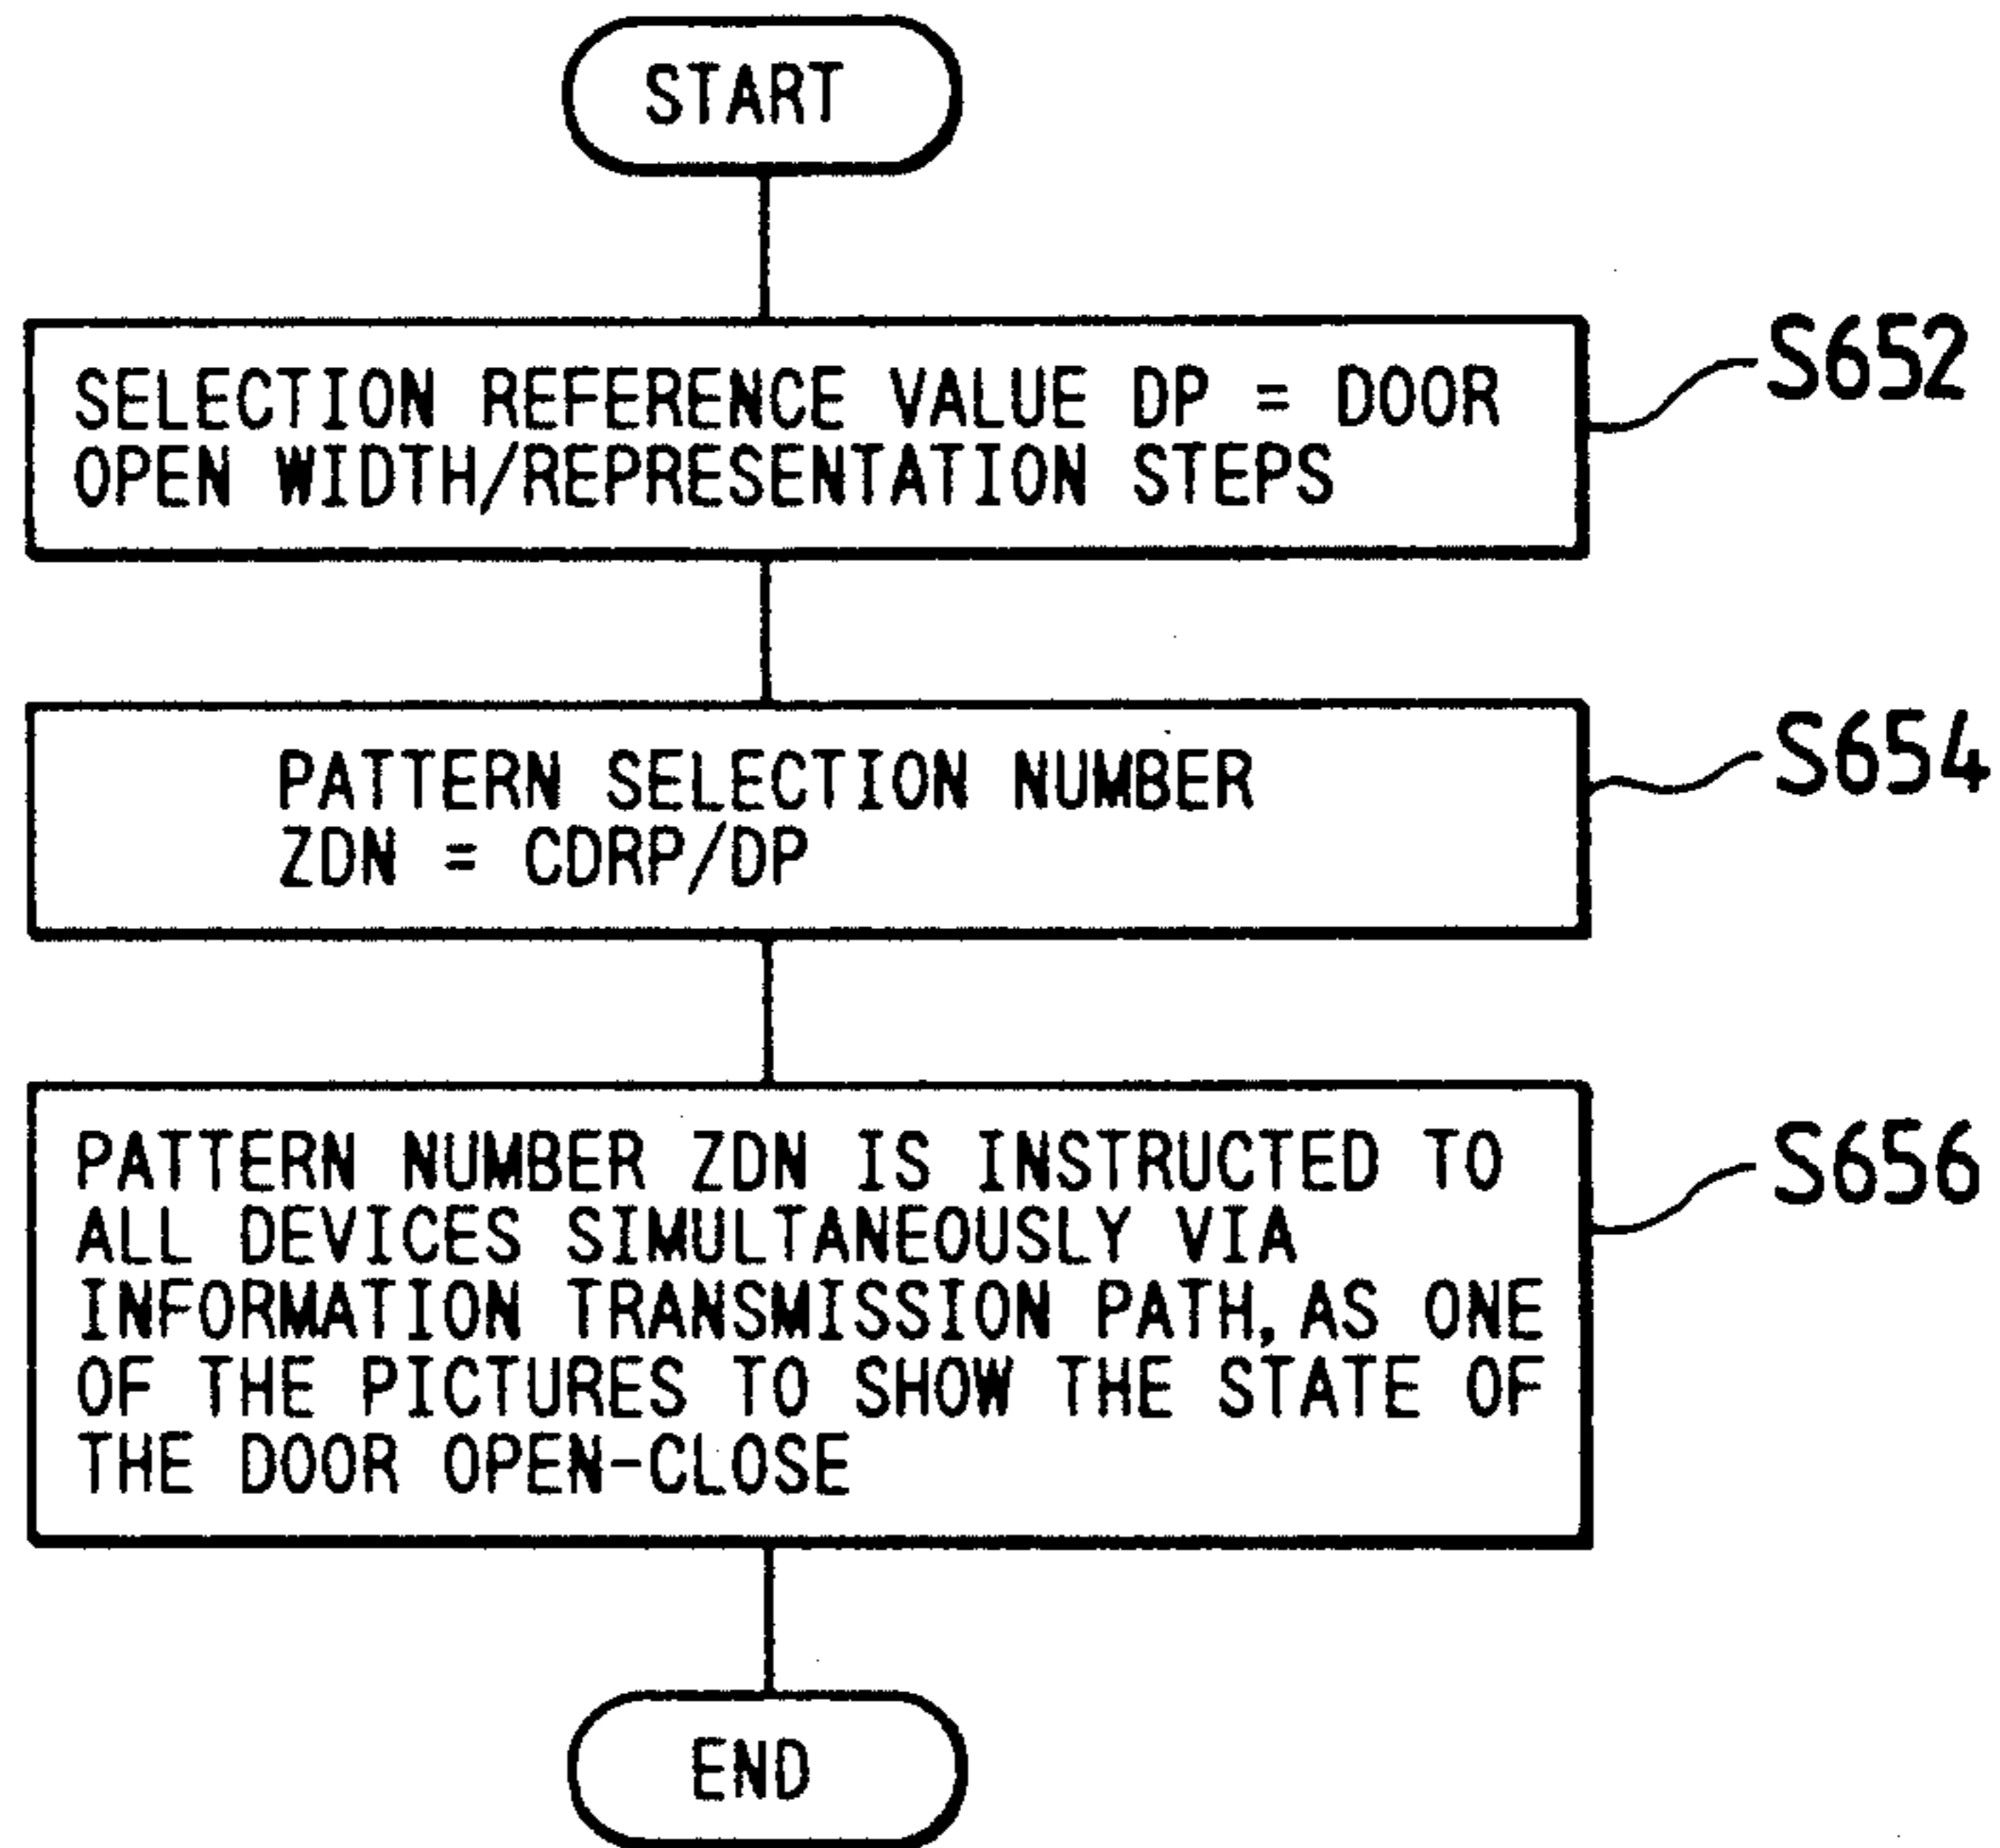 START
SELECTION REFERENCE VALUE DP = DOOR
OPEN WIDTH/REPRESENTATION STEPS
S652
PATTERN SELECTION NUMBER
ZDN = CDRP/DP
S654
PATTERN NUMBER ZDN IS INSTRUCTED TO
ALL DEVICES SIMULTANEOUSLY VIA
INFORMATION TRANSMISSION PATH, AS ONE
OF THE PICTURES TO SHOW THE STATE OF
THE DOOR OPEN-CLOSE
S656
END